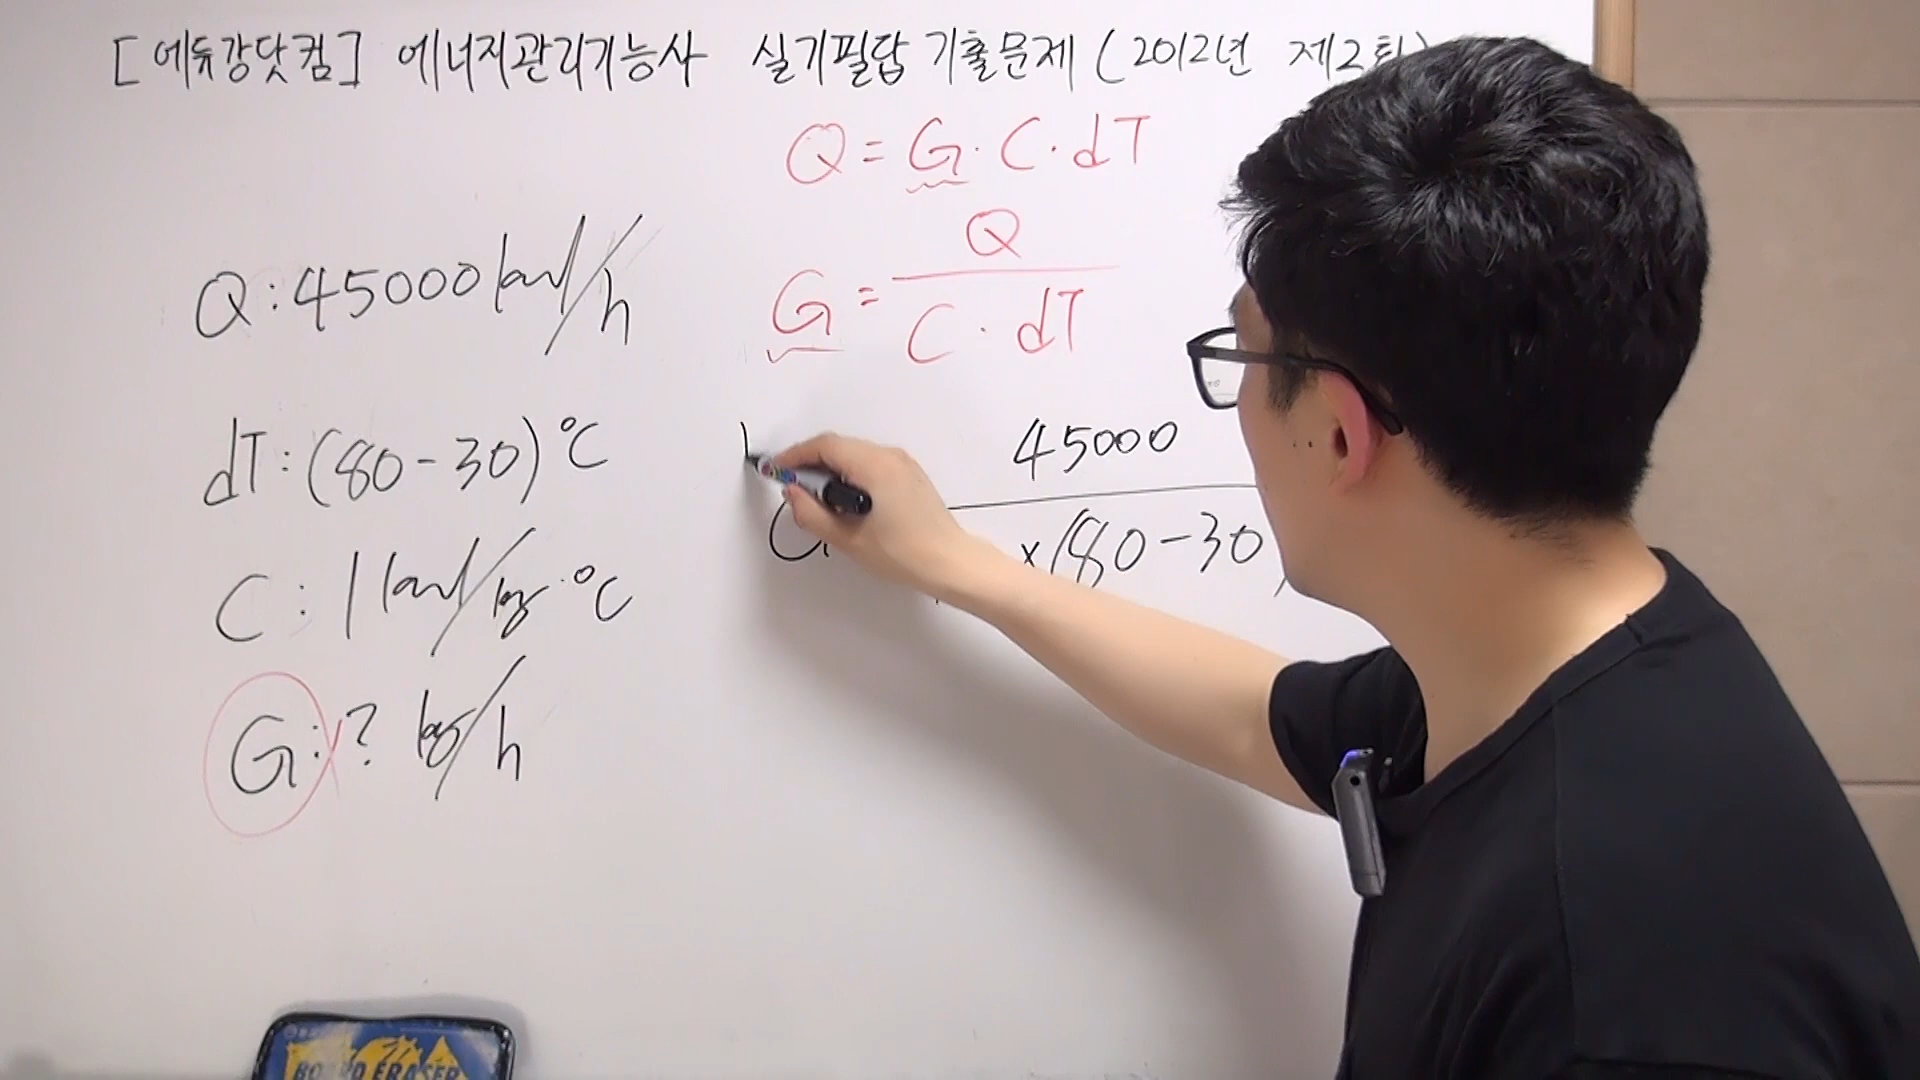 [에듀강닷컴] 에너지관리기능사 실기필답 기출문제 (2012년 제2회)
Q = G · C · dT
Q : 45000 kcal/h
G = Q / C · dT
dT : (80-30) ℃
45000
G
×(80-30)
C : 1 kcal/kg·℃
G : ? kg/h
BOARD ERASER